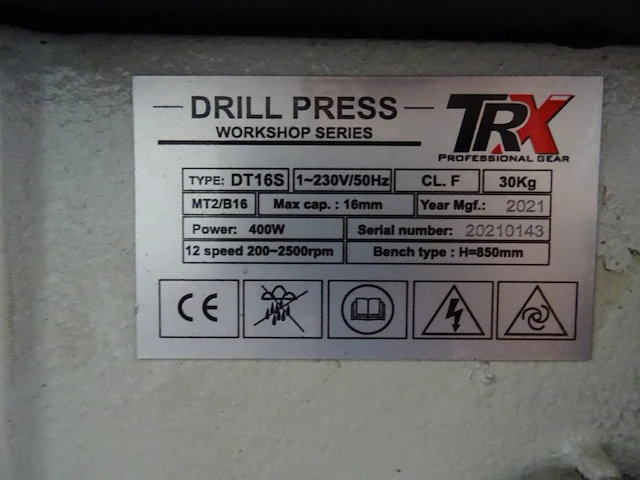 DRILL PRESS
WORKSHOP SERIES
TRX
PROFESSIONAL GEAR
TYPE: DT16S 1~230V/50Hz CL. F 30Kg
MT2/B16 Max cap. : 16mm Year Mgf.: 2021
Power: 400W Serial number: 20210143
12 speed 200~2500rpm Bench type : H=850mm
CE